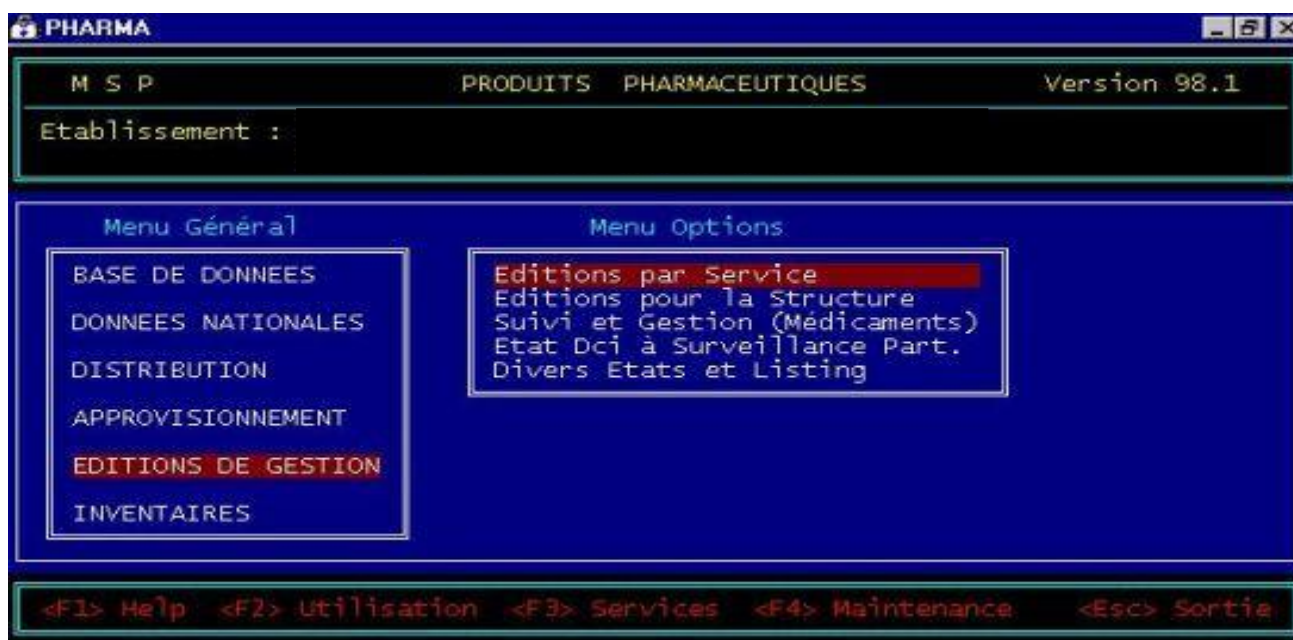 PHARMA
M S P PRODUITS PHARMACEUTIQUES Version 98.1
Etablissement :
Menu Général
BASE DE DONNEES
DONNEES NATIONALES
DISTRIBUTION
APPROVISIONNEMENT
EDITIONS DE GESTION
INVENTAIRES
Menu Options
Editions par Service
Editions pour la Structure
Suivi et Gestion (Médicaments)
Etat Dci à Surveillance Part.
Divers Etats et Listing
<F1> Help <F2> Utilisation <F3> Services <F4> Maintenance <Esc> Sortie